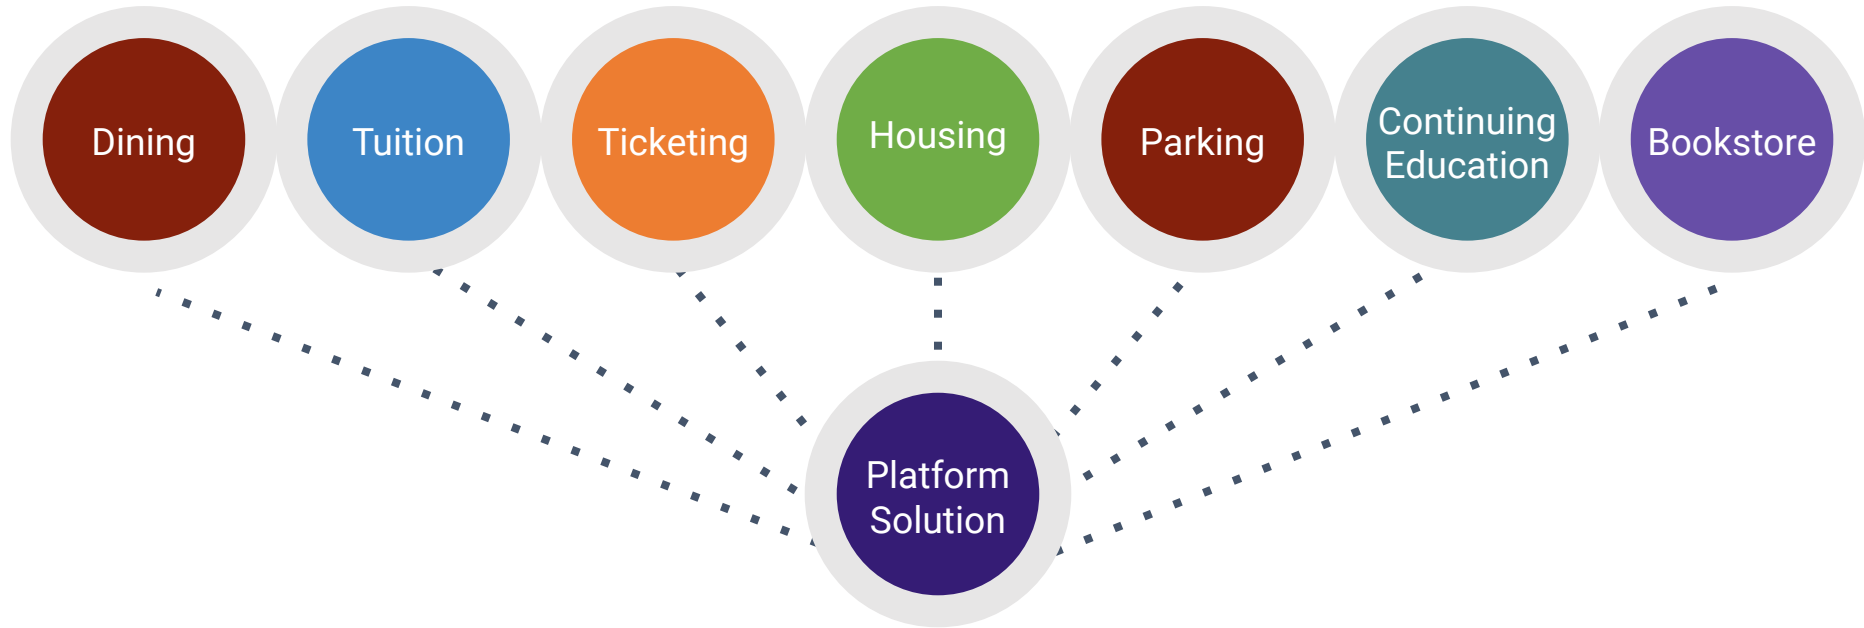 Dining
Tuition
Ticketing
Housing
Parking
Continuing
Education
Bookstore
Platform
Solution